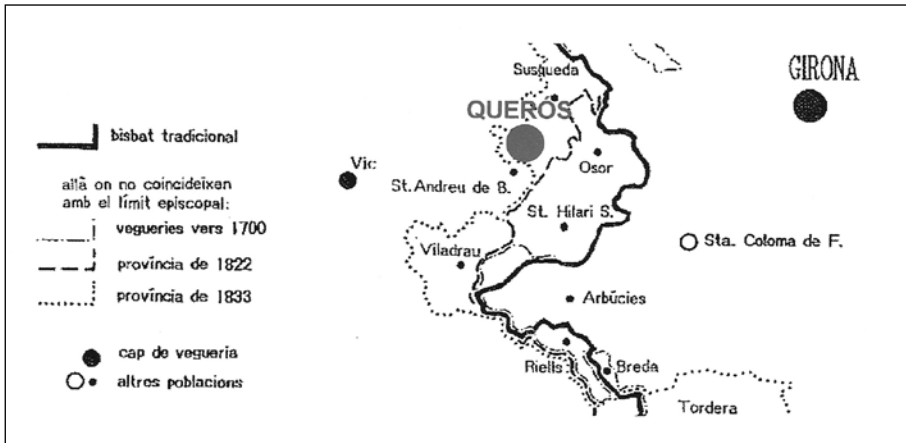 Susqueda
GIRONA
QUERÓS
bisbat tradicional
Osor
Vic
St. Andreu de B.
allà on no coincideixen
amb el límit episcopal:
St. Hilari S.
vegueries vers 1700
Sta. Coloma de F.
Viladrau
província de 1822
província de 1833
Arbúcies
cap de vegueria
Riells
Breda
altres poblacions
Tordera